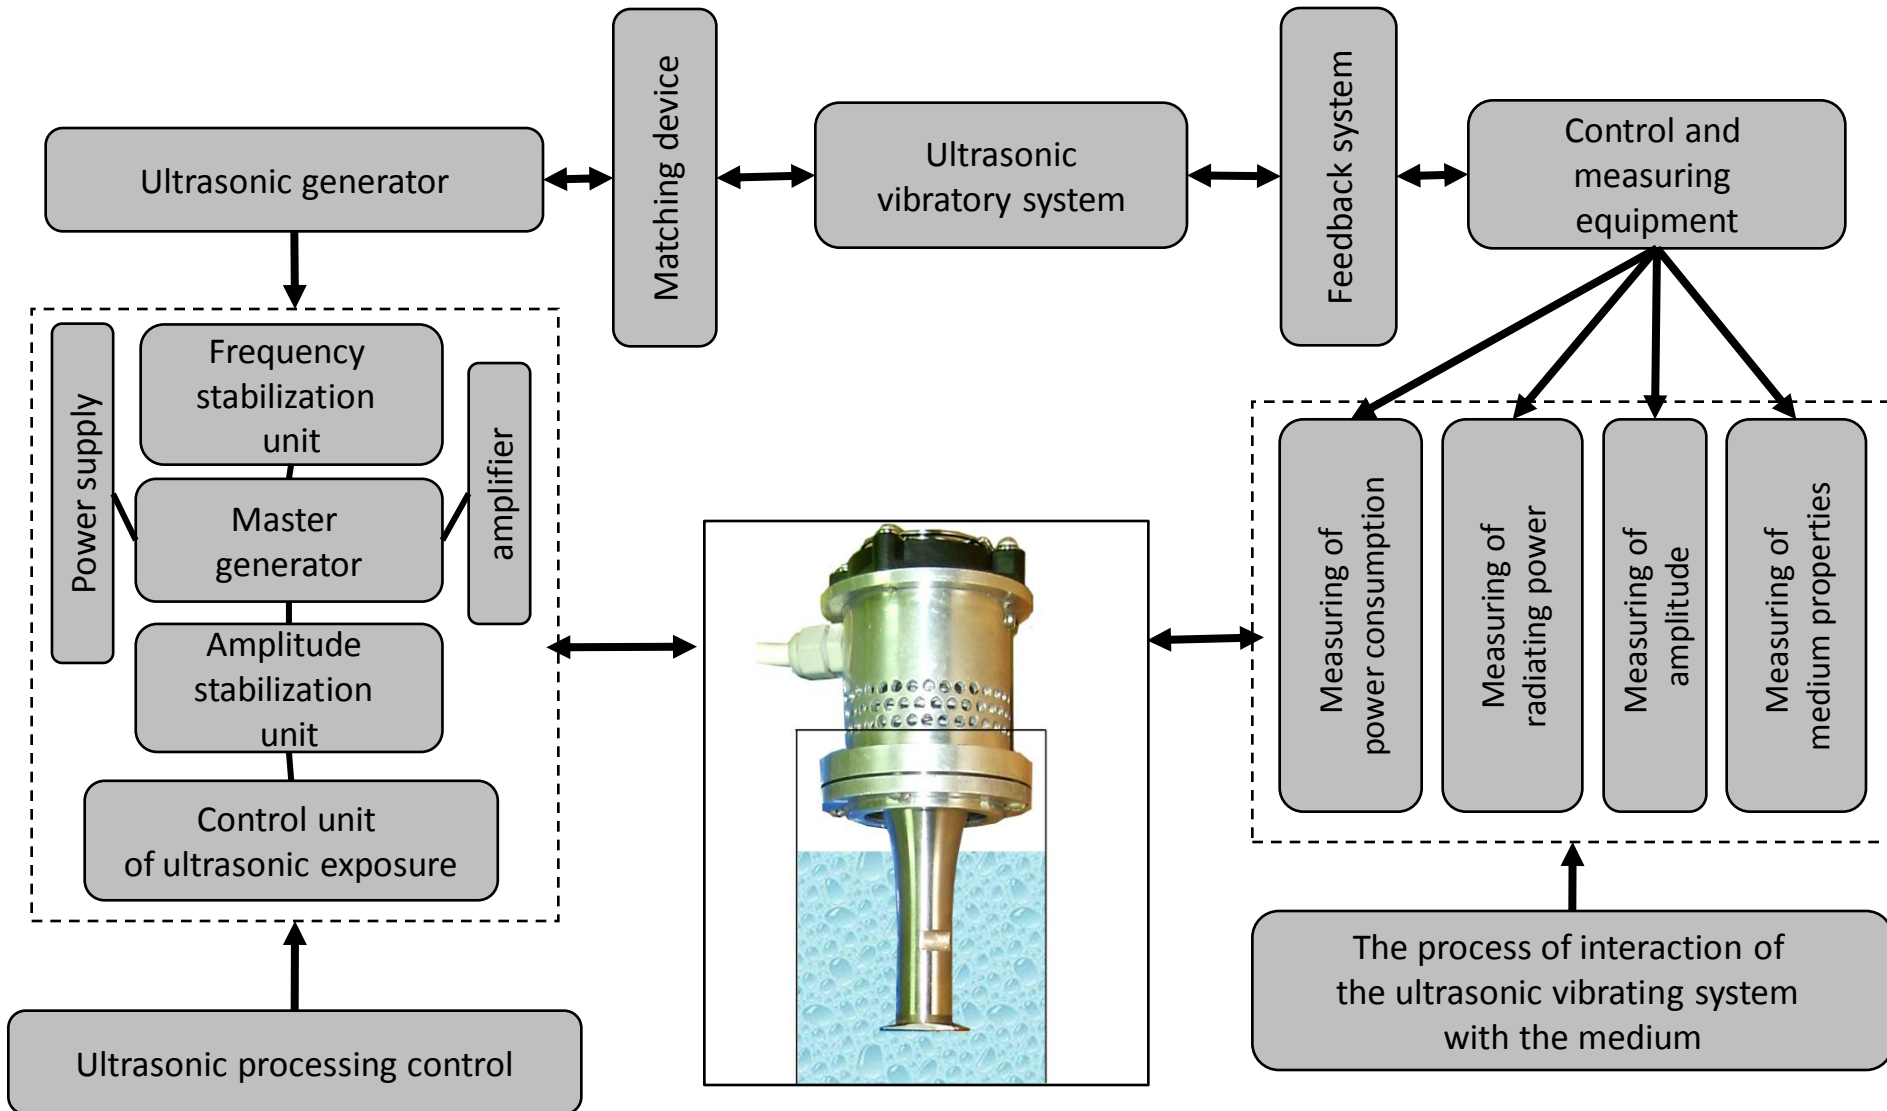 Ultrasonic generator
Matching device
Ultrasonic
vibratory system
Feedback system
Control and
measuring
equipment
Power supply
Frequency
stabilization
unit
amplifier
Master
generator
Amplitude
stabilization
unit
Control unit
of ultrasonic exposure
Ultrasonic processing control
Measuring of
power consumption
Measuring of
radiating power
Measuring of
amplitude
Measuring of
medium properties
The process of interaction of
the ultrasonic vibrating system
with the medium